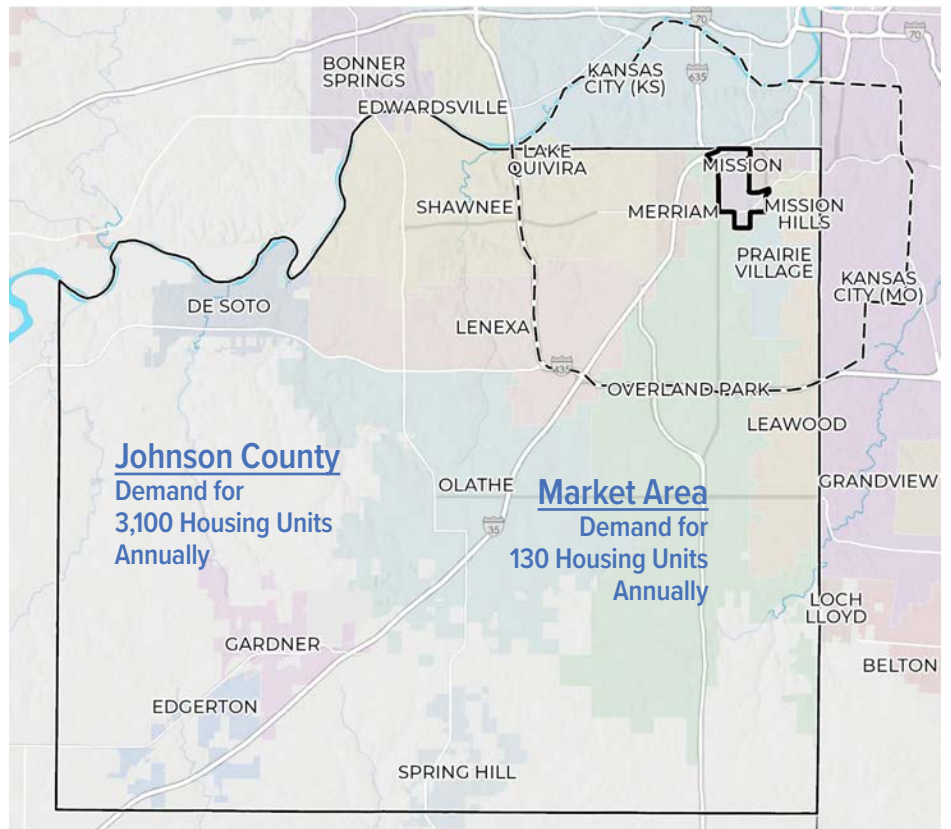 70
70
BONNER
SPRINGS
KANSAS
CITY (KS)
635
EDWARDSVILLE
LAKE
QUIVIRA
MISSION
SHAWNEE
MERRIAM
MISSION
HILLS
PRAIRIE
VILLAGE
KANSAS
CITY (MO)
DE SOTO
LENEXA
435
OVERLAND PARK
LEAWOOD
Johnson County
Demand for
3,100 Housing Units
Annually
OLATHE
GRANDVIEW
Market Area
Demand for
130 Housing Units
Annually
35
LOCH
LLOYD
GARDNER
BELTON
EDGERTON
SPRING HILL